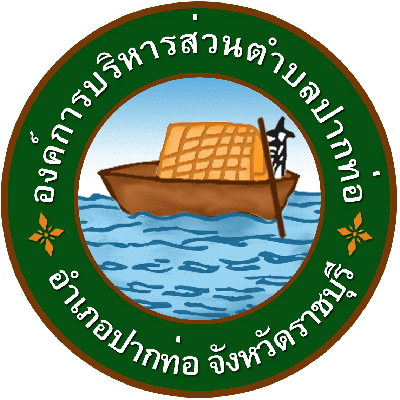 องค์การบริหารส่วนตำบลปากท่อ
อำเภอปากท่อ จังหวัดราชบุรี